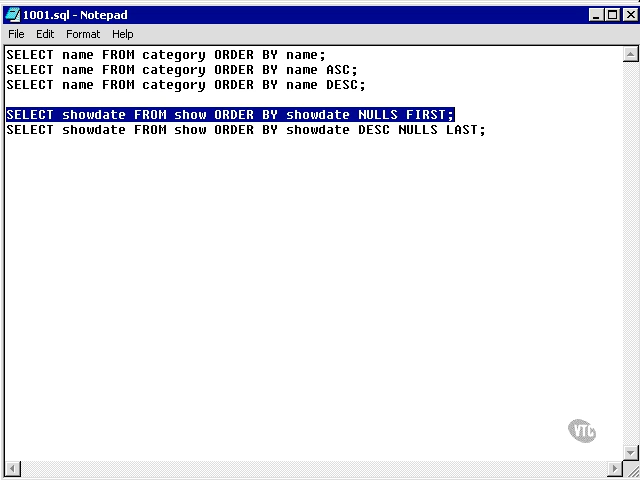 1001.sql - Notepad
File Edit Format Help
SELECT name FROM category ORDER BY name;
SELECT name FROM category ORDER BY name ASC;
SELECT name FROM category ORDER BY name DESC;
SELECT showdate FROM show ORDER BY showdate NULLS FIRST;
SELECT showdate FROM show ORDER BY showdate DESC NULLS LAST;
VTC